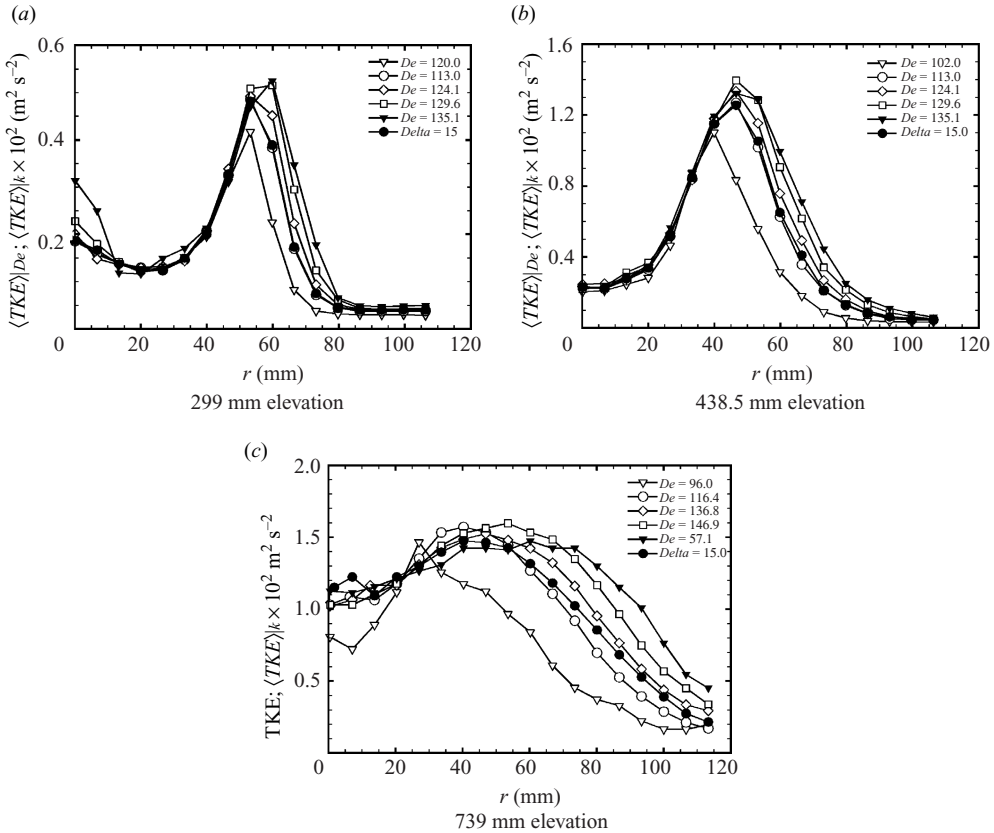 (a)
⟨TKE⟩|De; ⟨TKE⟩|k × 10² (m² s⁻²)
0.6
0.4
0.2
De = 120.0
De = 113.0
De = 124.1
De = 129.6
De = 135.1
Delta = 15
0 20 40 60 80 100 120
r (mm)
299 mm elevation
(b)
⟨TKE⟩|De; ⟨TKE⟩|k × 10² (m² s⁻²)
1.6
1.2
0.8
0.4
De = 102.0
De = 113.0
De = 124.1
De = 129.6
De = 135.1
Delta = 15.0
0 20 40 60 80 100 120
r (mm)
438.5 mm elevation
(c)
TKE; ⟨TKE⟩|k × 10² m² s⁻²
2.0
1.5
1.0
0.5
De = 96.0
De = 116.4
De = 136.8
De = 146.9
De = 57.1
Delta = 15.0
0 20 40 60 80 100 120
r (mm)
739 mm elevation